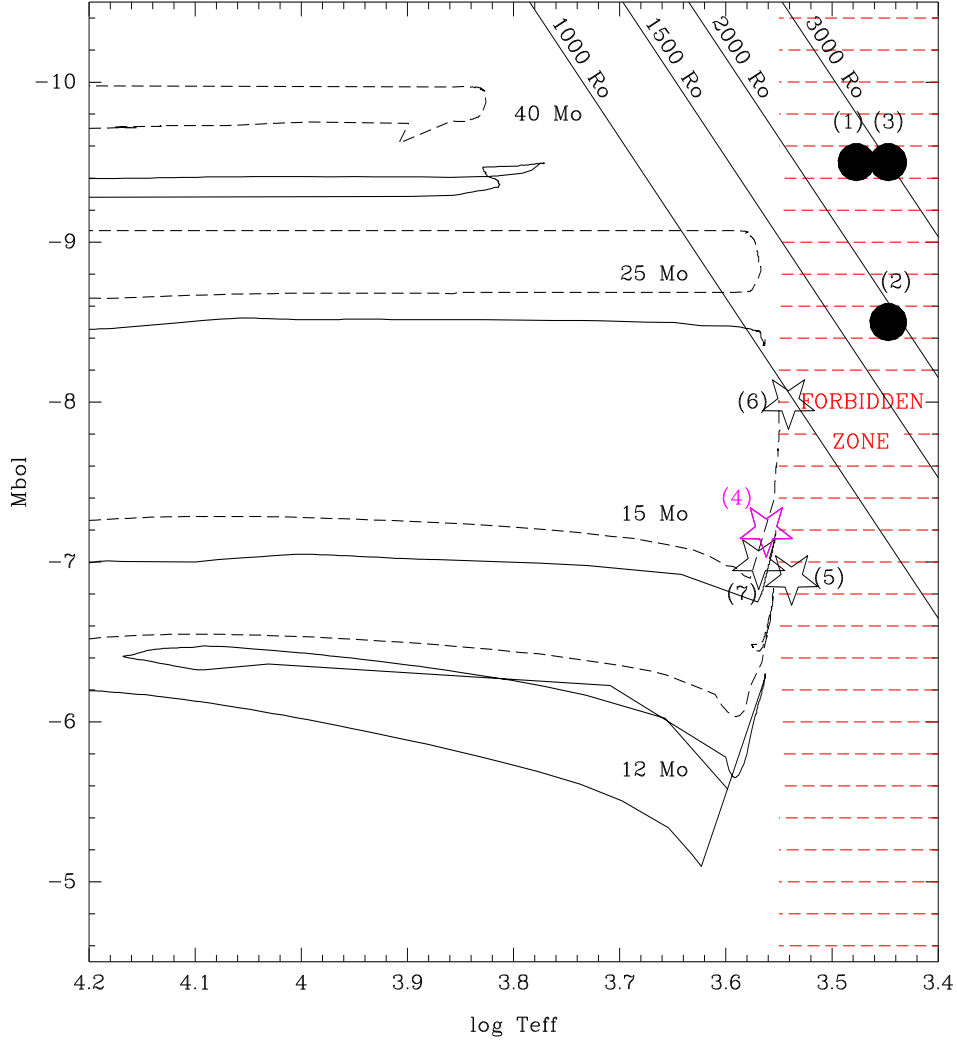 1000 Ro
1500 Ro
2000 Ro
3000 Ro
−10
40 Mo
(1)
(3)
−9
25 Mo
(2)
−8
(6)
FORBIDDEN
ZONE
Mbol
(4)
15 Mo
−7
(7)
(5)
−6
12 Mo
−5
4.2
4.1
4
3.9
3.8
3.7
3.6
3.5
3.4
log Teff